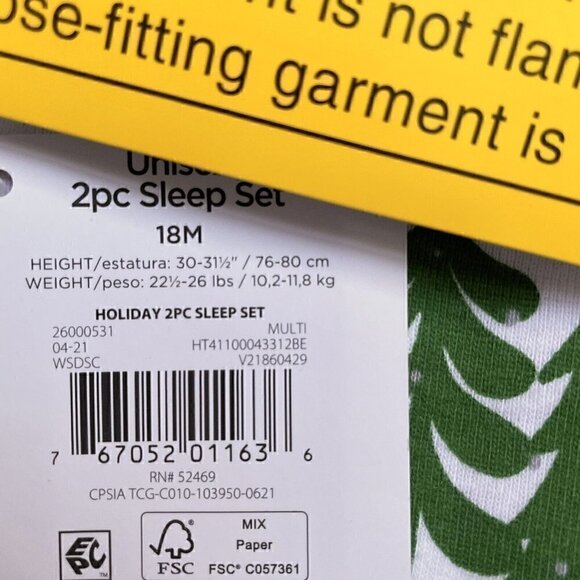 nt is not flam
ose-fitting garment is
Unisex
2pc Sleep Set
18M
HEIGHT/estatura: 30-31½" / 76-80 cm
WEIGHT/peso: 22½-26 lbs / 10,2-11,8 kg
HOLIDAY 2PC SLEEP SET
26000531 MULTI
04-21 HT41100043312BE
WSDSC V21860429
7 67052 01163 6
RN# 52469
CPSIA TCG-C010-103950-0621
EPC
FSC
MIX
Paper
FSC® C057361